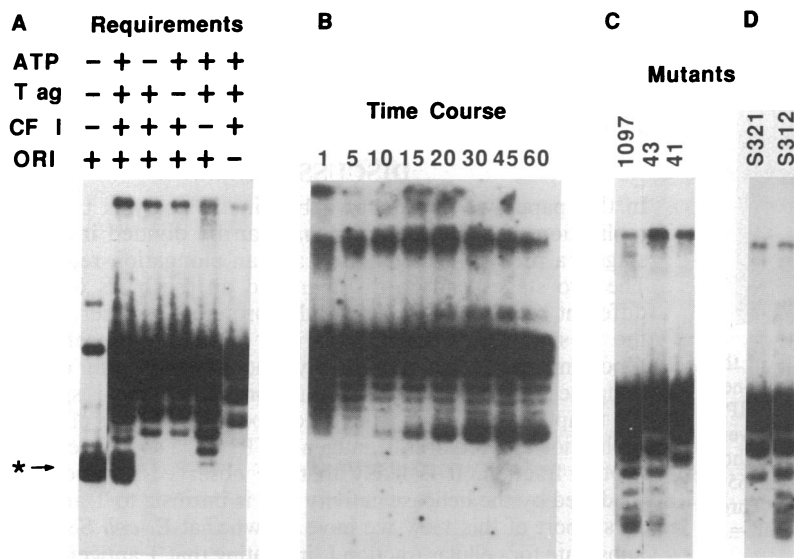 A Requirements
ATP - + - + + +
T ag - + + - + +
CF I - + + + - +
ORI + + + + + -
* →
B
Time Course
1 5 10 15 20 30 45 60
C
Mutants
1097 43 41
D
S321 S312